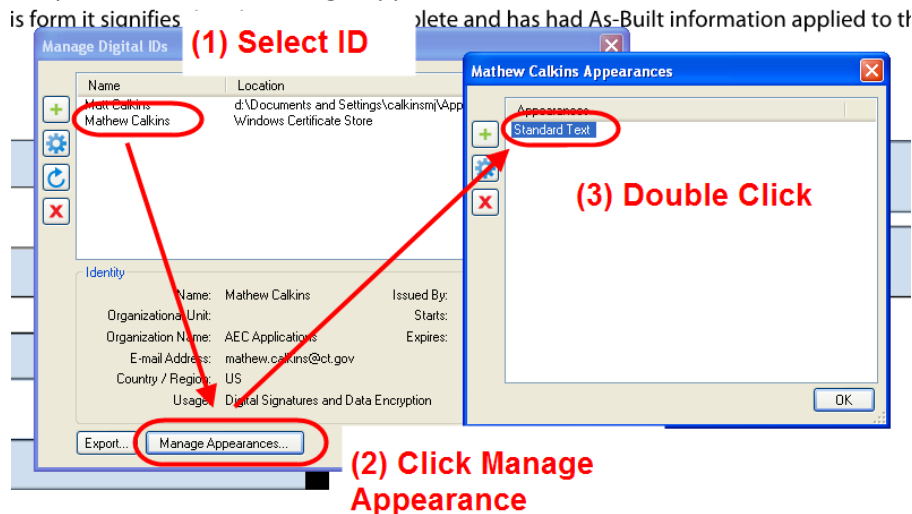 is form it signifies
plete and has had As-Built information applied to th
(1) Select ID
Manage Digital IDs
Name Location
Matt Calkins d:\Documents and Settings\calkinsmj\App
Mathew Calkins Windows Certificate Store
Identity
Name: Mathew Calkins Issued By:
Organizational Unit: Starts:
Organization Name: AEC Applications Expires:
E-mail Address: mathew.calkins@ct.gov
Country / Region: US
Usage: Digital Signatures and Data Encryption
Export... Manage Appearances...
(2) Click Manage
Appearance
Mathew Calkins Appearances
Appearances
Standard Text
(3) Double Click
OK